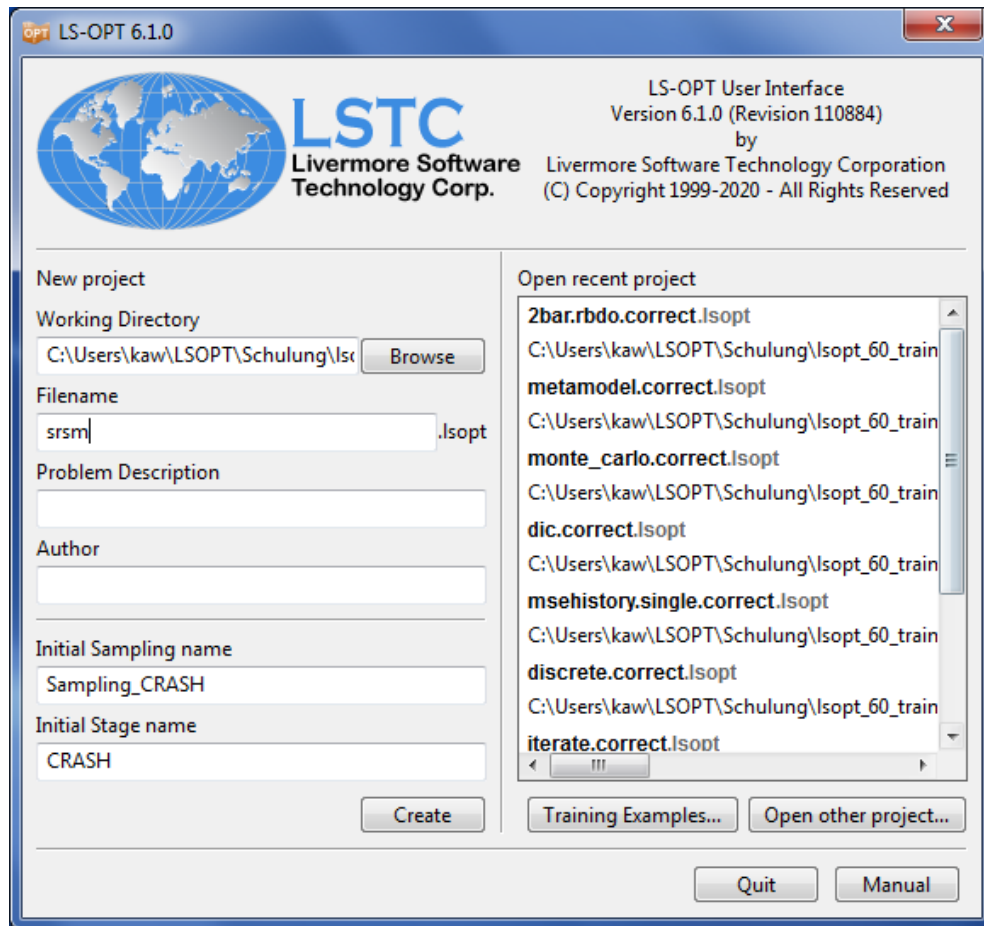 OPT LS-OPT 6.1.0
LSTC
Livermore Software
Technology Corp.
LS-OPT User Interface
Version 6.1.0 (Revision 110884)
by
Livermore Software Technology Corporation
(C) Copyright 1999-2020 - All Rights Reserved
New project
Working Directory
C:\Users\kaw\LSOPT\Schulung\lso
Browse
Filename
srsm
.lsopt
Problem Description
Author
Initial Sampling name
Sampling_CRASH
Initial Stage name
CRASH
Create
Open recent project
2bar.rbdo.correct.lsopt
C:\Users\kaw\LSOPT\Schulung\lsopt_60_train
metamodel.correct.lsopt
C:\Users\kaw\LSOPT\Schulung\lsopt_60_train
monte_carlo.correct.lsopt
C:\Users\kaw\LSOPT\Schulung\lsopt_60_train
dic.correct.lsopt
C:\Users\kaw\LSOPT\Schulung\lsopt_60_train
msehistory.single.correct.lsopt
C:\Users\kaw\LSOPT\Schulung\lsopt_60_train
discrete.correct.lsopt
C:\Users\kaw\LSOPT\Schulung\lsopt_60_train
iterate.correct.lsopt
Training Examples...
Open other project...
Quit
Manual